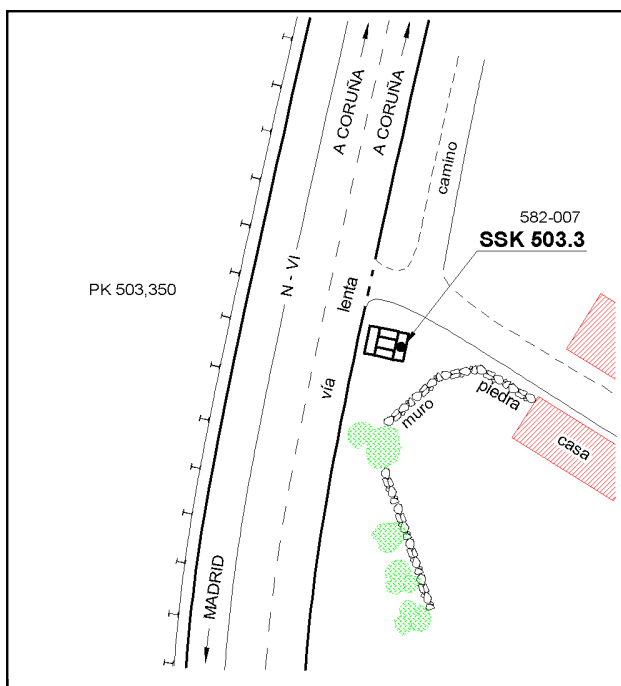 A CORUÑA
A CORUÑA
camino
582-007
SSK 503.3
PK 503,350
N - VI
lenta
vía
piedra
muro
casa
MADRID